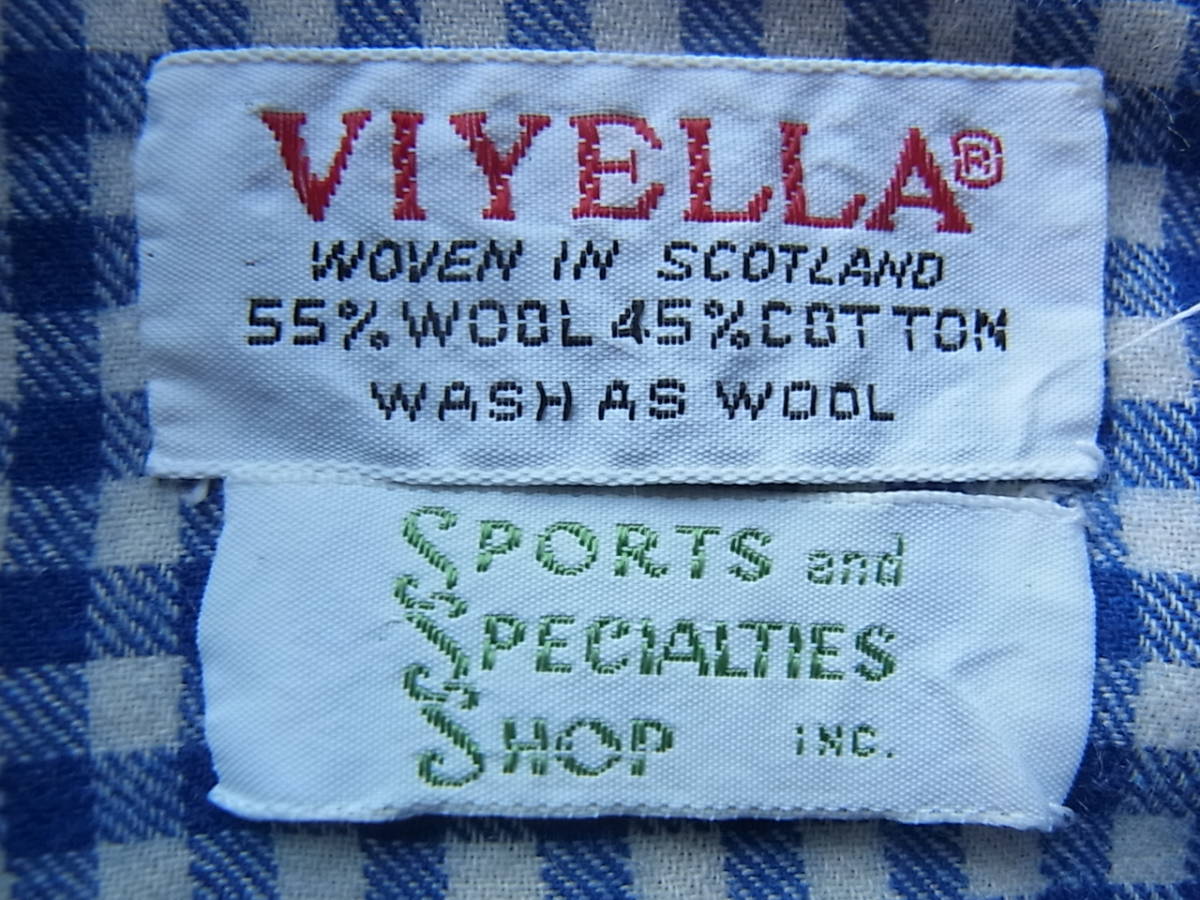 VIYELLA®
WOVEN IN SCOTLAND
55% WOOL 45% COTTON
WASH AS WOOL
SPORTS and
SPECIALTIES
SHOP INC.